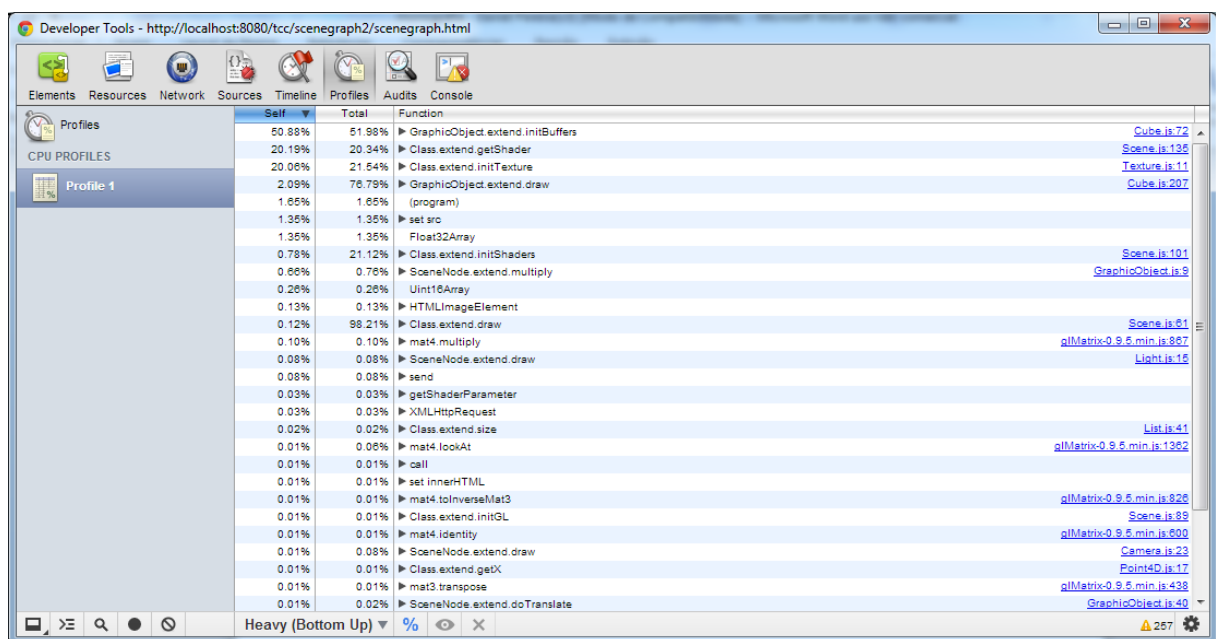 Developer Tools - http://localhost:8080/tcc/scenegraph2/scenegraph.html
Elements Resources Network Sources Timeline Profiles Audits Console
Profiles
CPU PROFILES
Profile 1
Self Total Function
50.88% 51.98% GraphicObject.extend.initBuffers Cube.js:72
20.19% 20.34% Class.extend.getShader Scene.js:135
20.06% 21.54% Class.extend.initTexture Texture.js:11
2.09% 76.79% GraphicObject.extend.draw Cube.js:207
1.65% 1.65% (program)
1.35% 1.35% set src
1.35% 1.35% Float32Array
0.78% 21.12% Class.extend.initShaders Scene.js:101
0.66% 0.76% SceneNode.extend.multiply GraphicObject.js:9
0.26% 0.26% Uint16Array
0.13% 0.13% HTMLImageElement
0.12% 98.21% Class.extend.draw Scene.js:61
0.10% 0.10% mat4.multiply glMatrix-0.9.5.min.js:867
0.08% 0.08% SceneNode.extend.draw Light.js:15
0.08% 0.08% send
0.03% 0.03% getShaderParameter
0.03% 0.03% XMLHttpRequest
0.02% 0.02% Class.extend.size List.js:41
0.01% 0.06% mat4.lookAt glMatrix-0.9.5.min.js:1362
0.01% 0.01% call
0.01% 0.01% set innerHTML
0.01% 0.01% mat4.toInverseMat3 glMatrix-0.9.5.min.js:826
0.01% 0.01% Class.extend.initGL Scene.js:89
0.01% 0.01% mat4.identity glMatrix-0.9.5.min.js:600
0.01% 0.08% SceneNode.extend.draw Camera.js:23
0.01% 0.01% Class.extend.getX Point4D.js:17
0.01% 0.01% mat3.transpose glMatrix-0.9.5.min.js:438
0.01% 0.02% SceneNode.extend.doTranslate GraphicObject.js:40
Heavy (Bottom Up) % 257